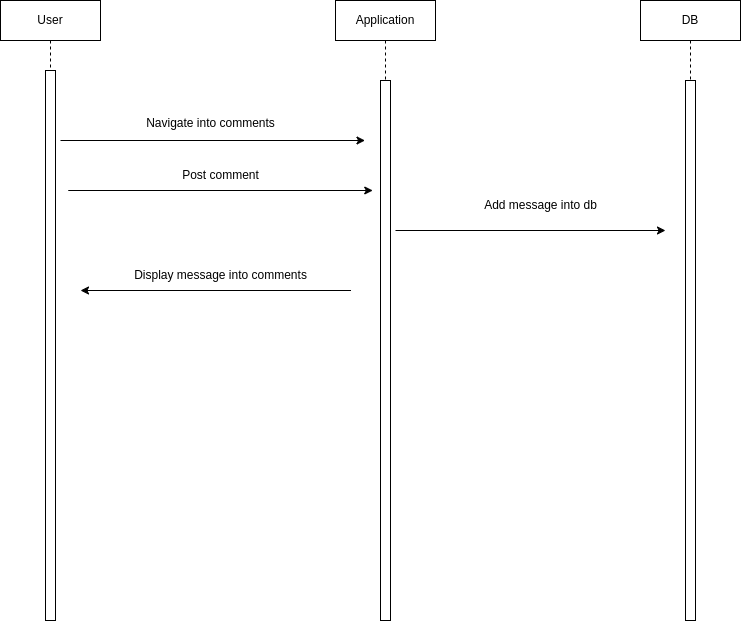 User
Application
DB
Navigate into comments
Post comment
Add message into db
Display message into comments